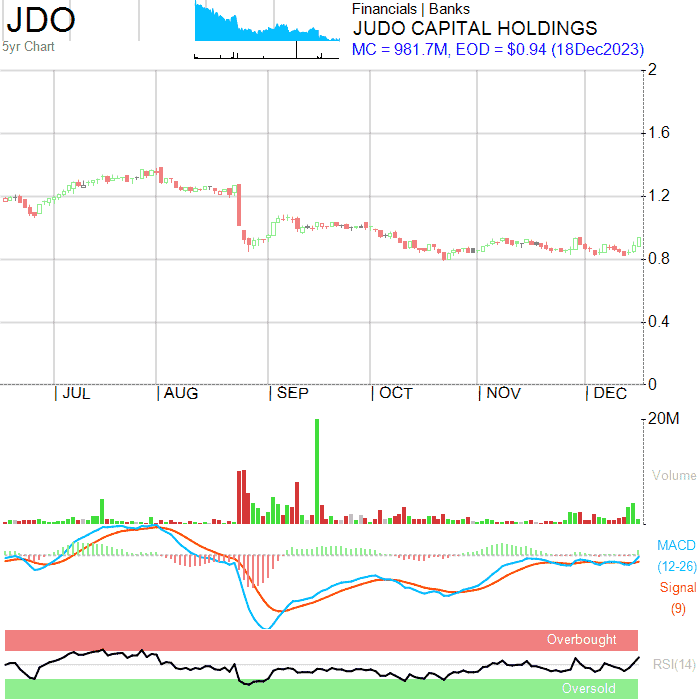 JDO
5yr Chart
Financials | Banks
JUDO CAPITAL HOLDINGS
MC = 981.7M, EOD = $0.94 (18Dec2023)
2
1.6
1.2
0.8
0.4
0
JUL AUG SEP OCT NOV DEC
20M
Volume
MACD
(12-26)
Signal
(9)
Overbought
RSI(14)
Oversold